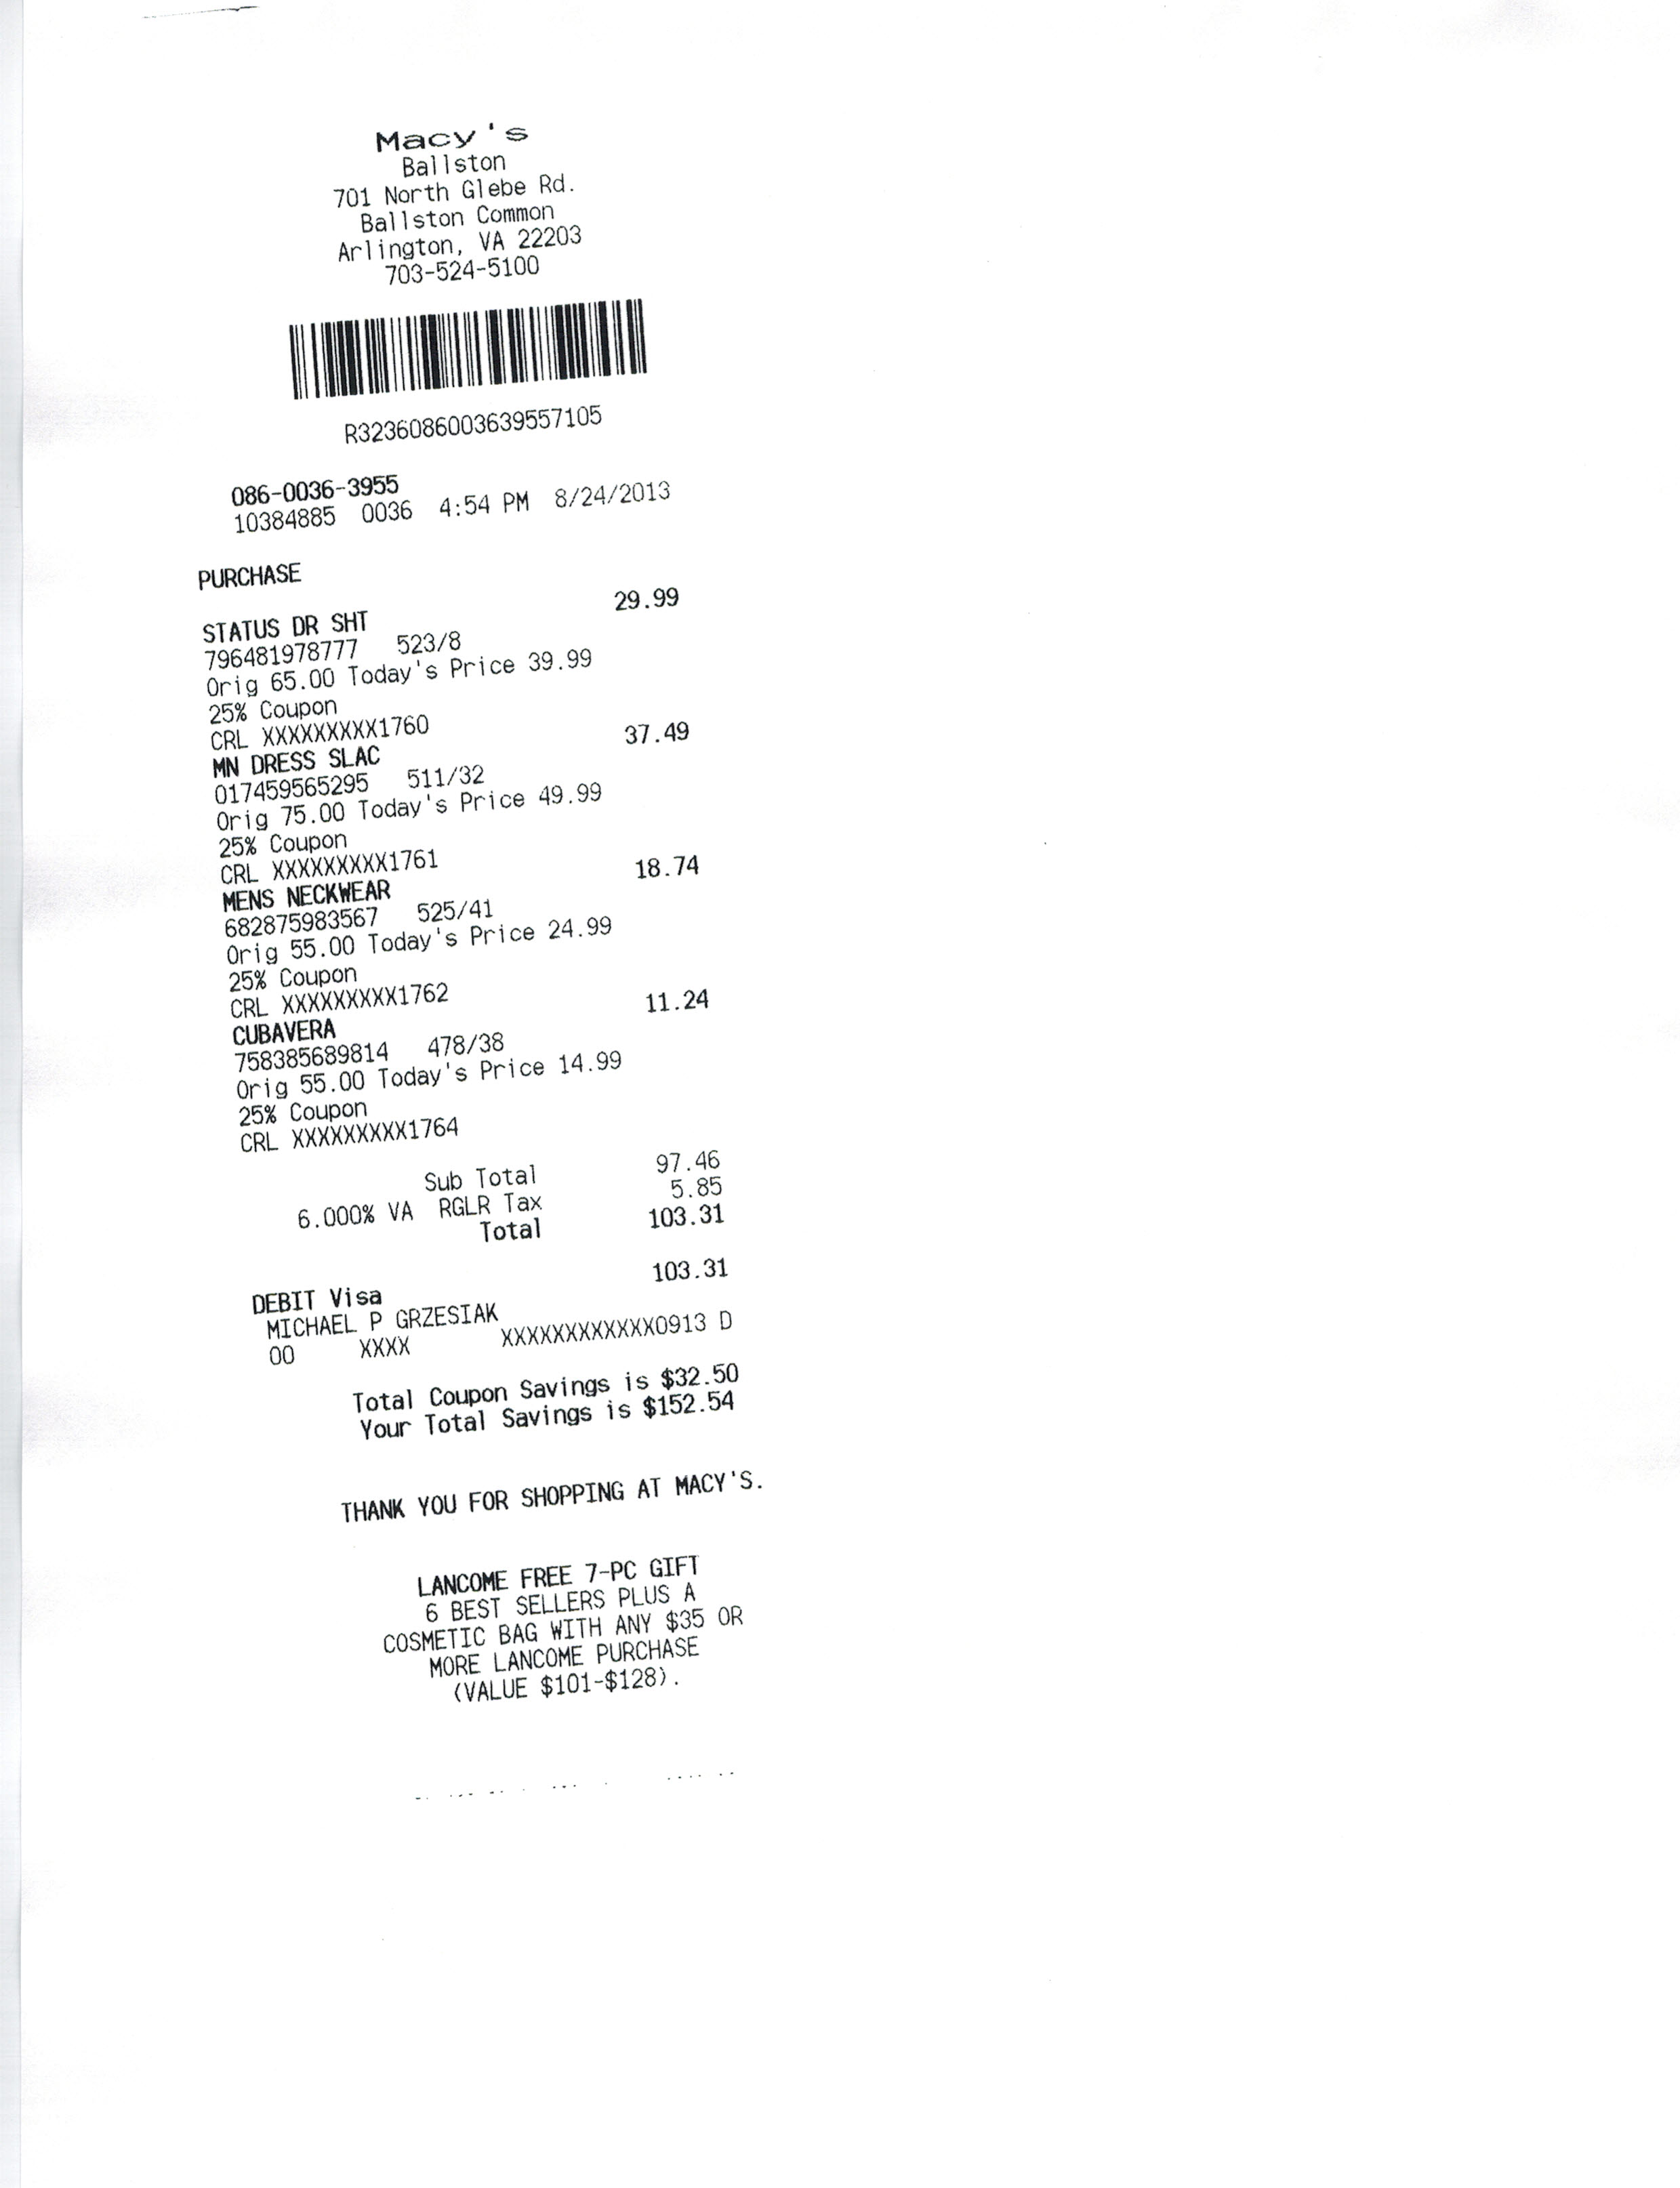 Macy's
Ballston
701 North Glebe Rd.
Ballston Common
Arlington, VA 22203
703-524-5100
R3236086003639557105
086-0036-3955
10384885 0036 4:54 PM 8/24/2013
PURCHASE
STATUS DR SHT 29.99
796481978777 523/8
Orig 65.00 Today's Price 39.99
25% Coupon
CRL XXXXXXXXX1760
MN DRESS SLAC 37.49
017459565295 511/32
Orig 75.00 Today's Price 49.99
25% Coupon
CRL XXXXXXXXX1761
MENS NECKWEAR 18.74
682875983567 525/41
Orig 55.00 Today's Price 24.99
25% Coupon
CRL XXXXXXXXX1762
CUBAVERA 11.24
758385689814 478/38
Orig 55.00 Today's Price 14.99
25% Coupon
CRL XXXXXXXXX1764
Sub Total 97.46
6.000% VA RGLR Tax 5.85
Total 103.31
DEBIT Visa 103.31
MICHAEL P GRZESIAK
00 XXXX XXXXXXXXXXXX0913 D
Total Coupon Savings is $32.50
Your Total Savings is $152.54
THANK YOU FOR SHOPPING AT MACY'S.
LANCOME FREE 7-PC GIFT
6 BEST SELLERS PLUS A
COSMETIC BAG WITH ANY $35 OR
MORE LANCOME PURCHASE
(VALUE $101-$128).